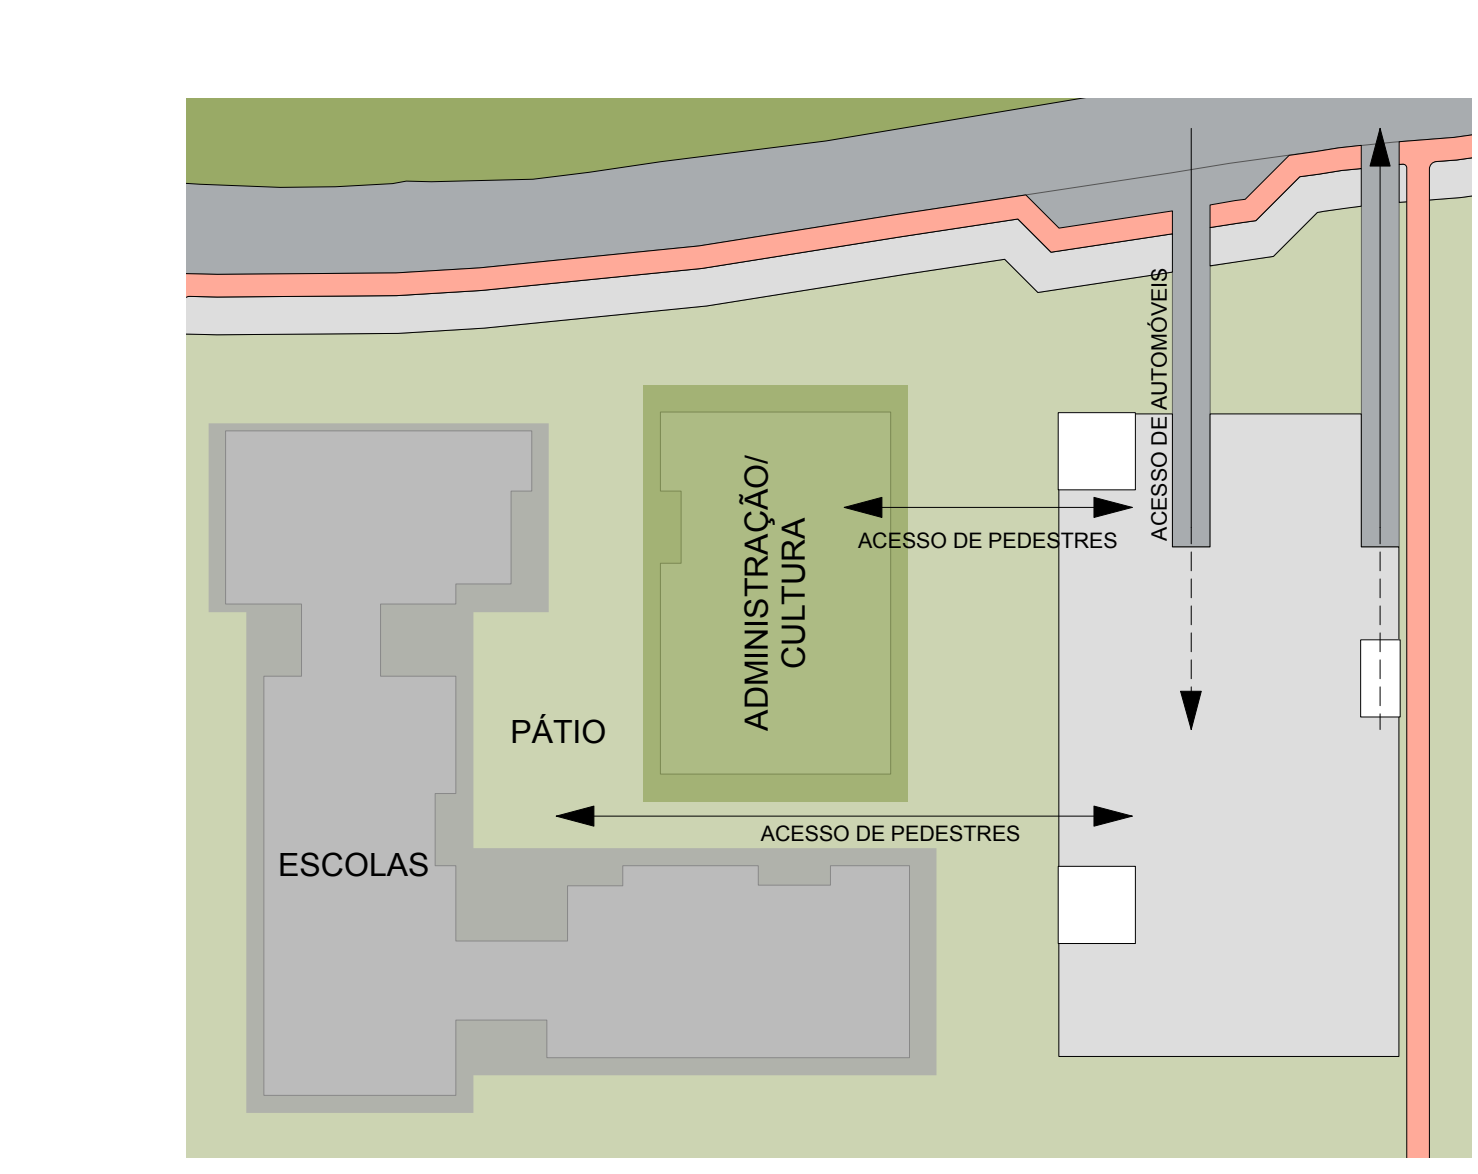 ACESSO DE AUTOMÓVEIS
ADMINISTRAÇÃO/
CULTURA
ACESSO DE PEDESTRES
PÁTIO
ACESSO DE PEDESTRES
ESCOLAS